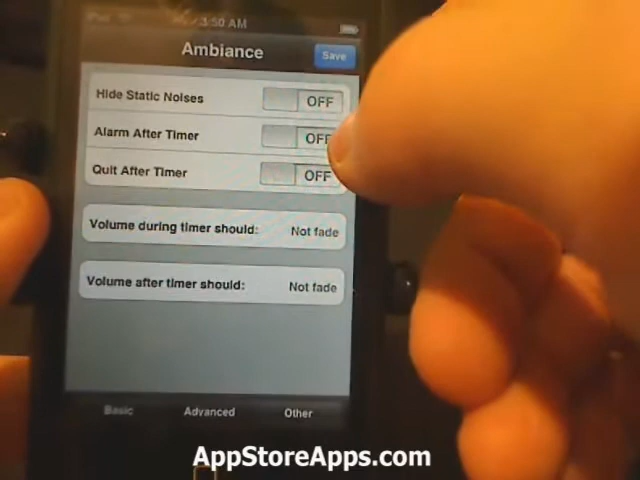 3:50 AM
Ambiance
Save
Hide Static Noises
OFF
Alarm After Timer
OFF
Quit After Timer
OFF
Volume during timer should: Not fade
Volume after timer should: Not fade
Basic Advanced Other
AppStoreApps.com